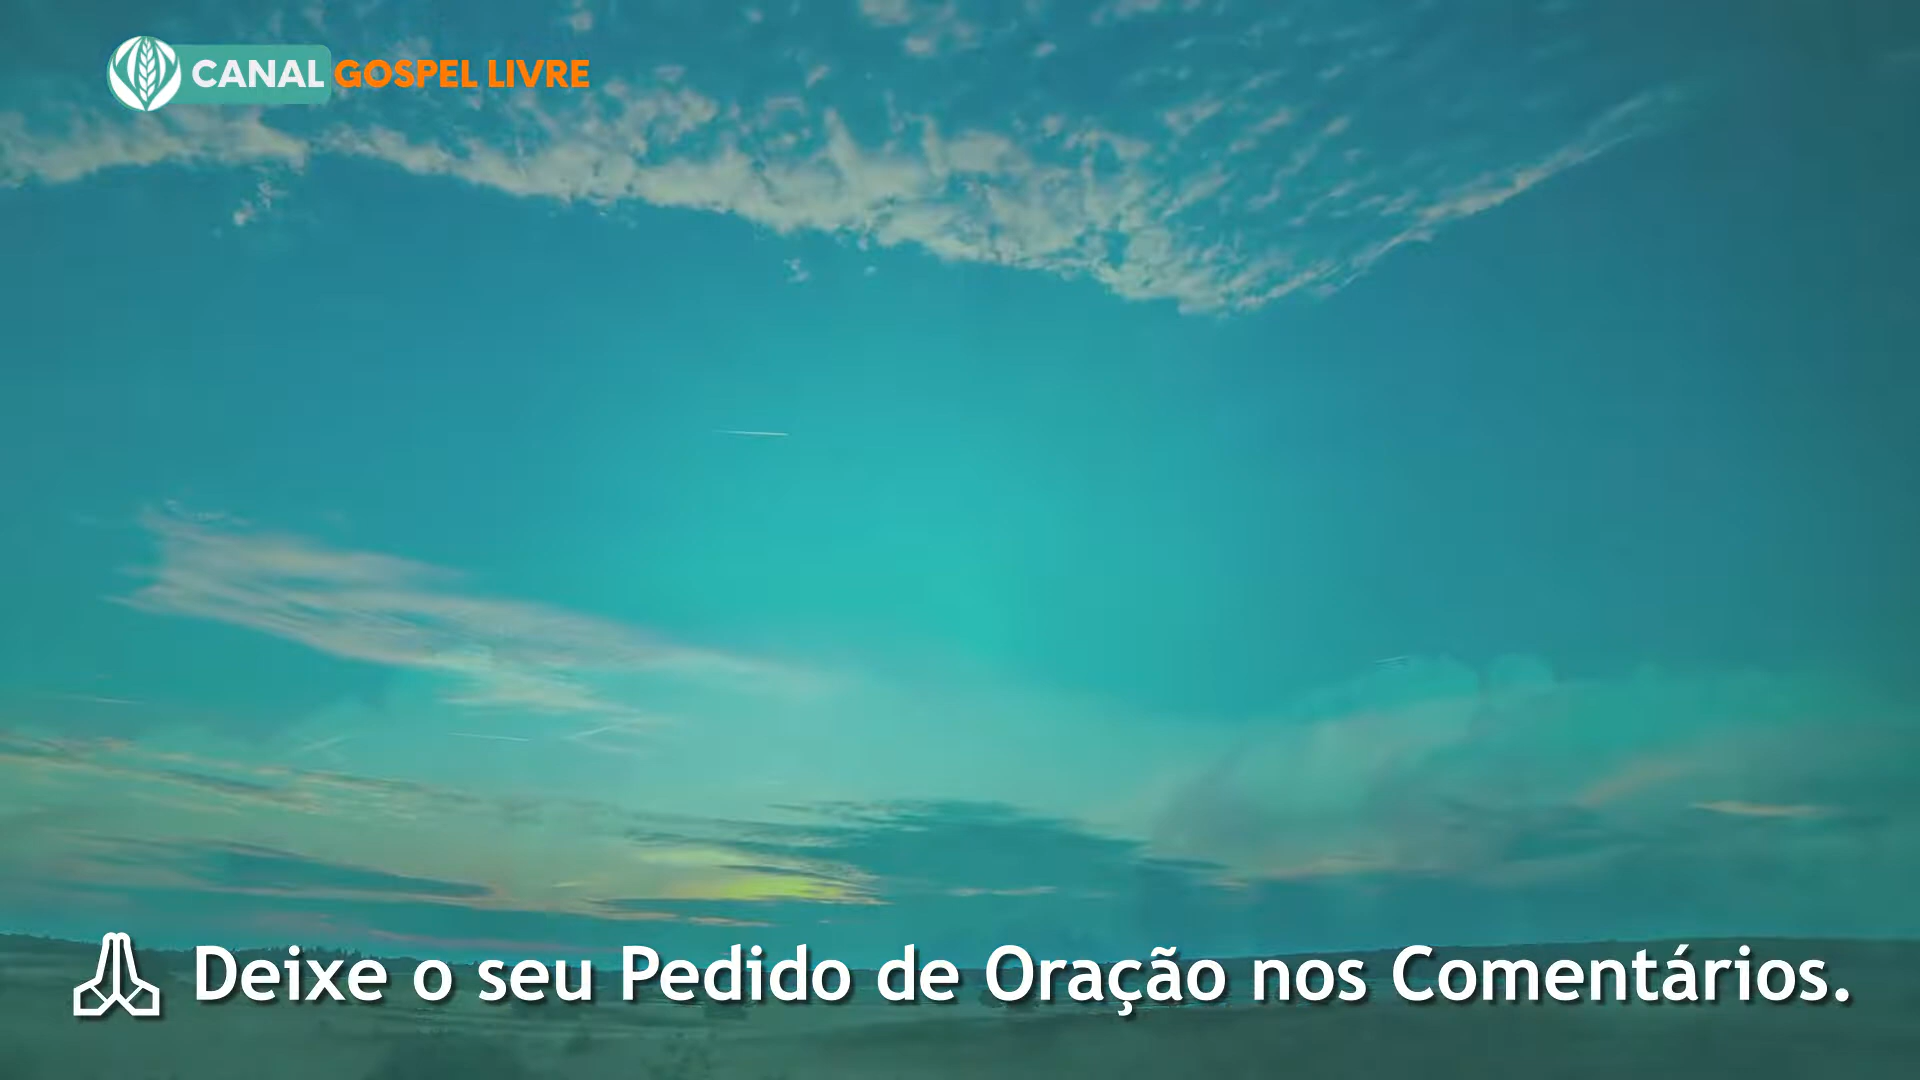 CANAL GOSPEL LIVRE
Deixe o seu Pedido de Oração nos Comentários.